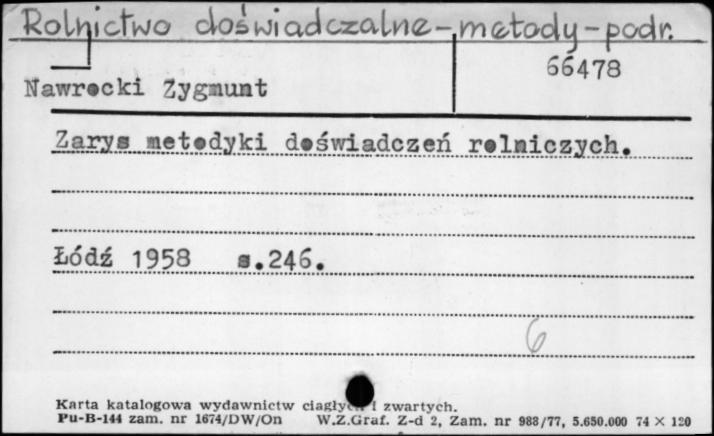 Rolnictwo doświadczalne - metody - podr.
66478
Nawrocki Zygmunt
Zarys metodyki doświadczeń rolniczych.
Łódź 1958 s.246.
6
Karta katalogowa wydawnictw ciągłych i zwartych.
Pu-B-144 zam. nr 1674/DW/On W.Z.Graf. Z-d 2, Zam. nr 988/77, 5.650.000 74 × 120